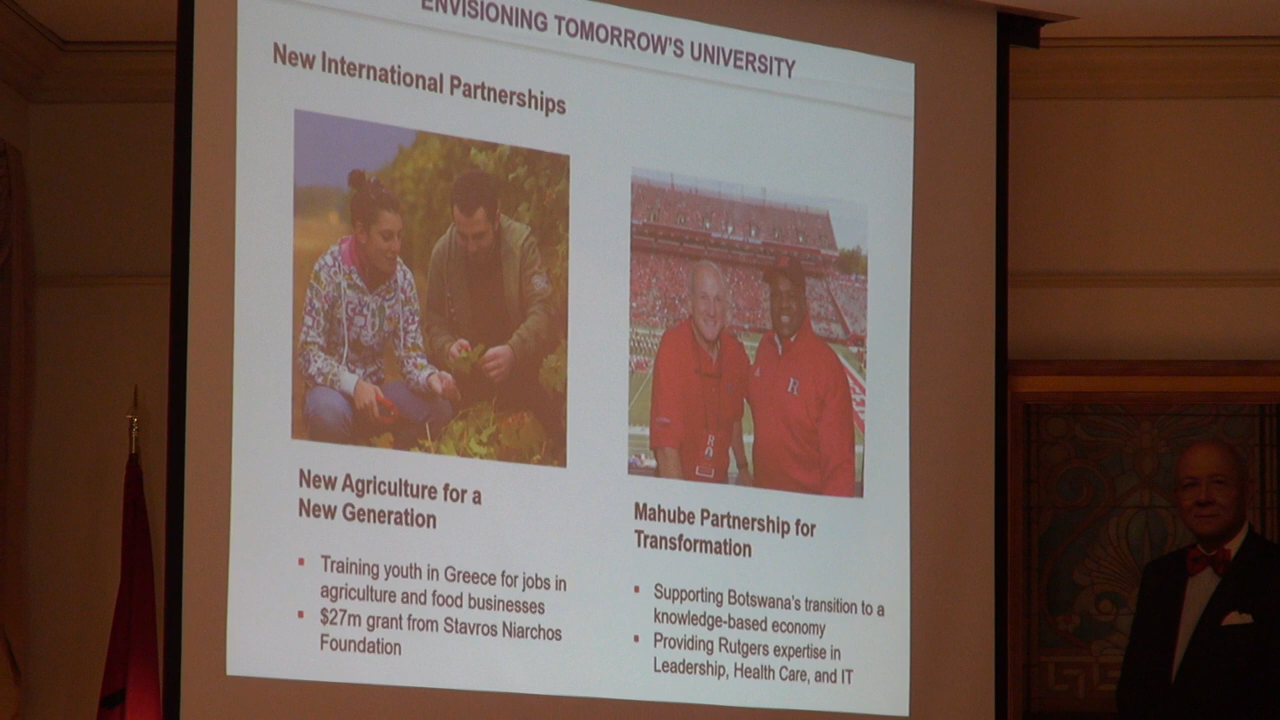 ENVISIONING TOMORROW'S UNIVERSITY
New International Partnerships
R
R
New Agriculture for a
New Generation
Training youth in Greece for jobs in
agriculture and food businesses
$27m grant from Stavros Niarchos
Foundation
Mahube Partnership for
Transformation
Supporting Botswana's transition to a
knowledge-based economy
Providing Rutgers expertise in
Leadership, Health Care, and IT